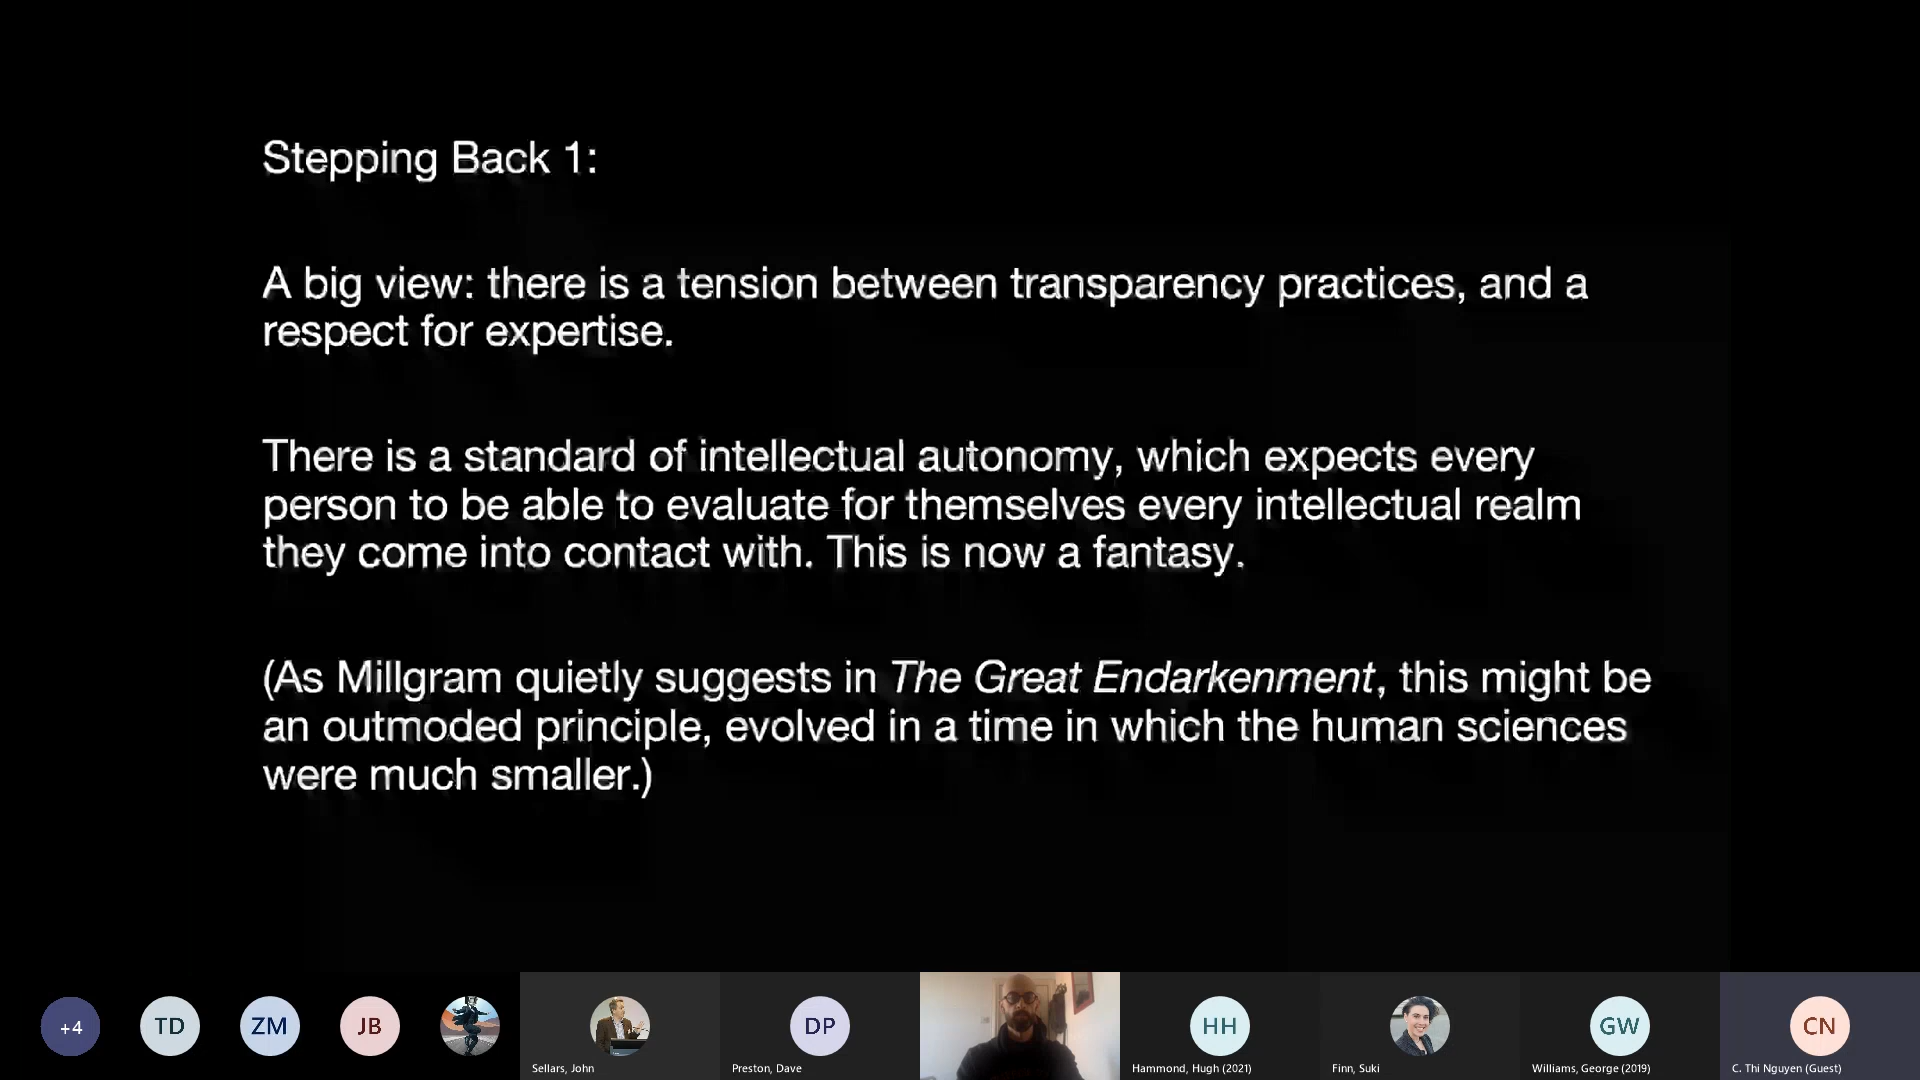 Stepping Back 1:
A big view: there is a tension between transparency practices, and a
respect for expertise.
There is a standard of intellectual autonomy, which expects every
person to be able to evaluate for themselves every intellectual realm
they come into contact with. This is now a fantasy.
(As Millgram quietly suggests in The Great Endarkenment, this might be
an outmoded principle, evolved in a time in which the human sciences
were much smaller.)
+4
TD
ZM
JB
Sellars, John
DP
Preston, Dave
HH
Hammond, Hugh (2021)
Finn, Suki
GW
Williams, George (2019)
CN
C. Thi Nguyen (Guest)